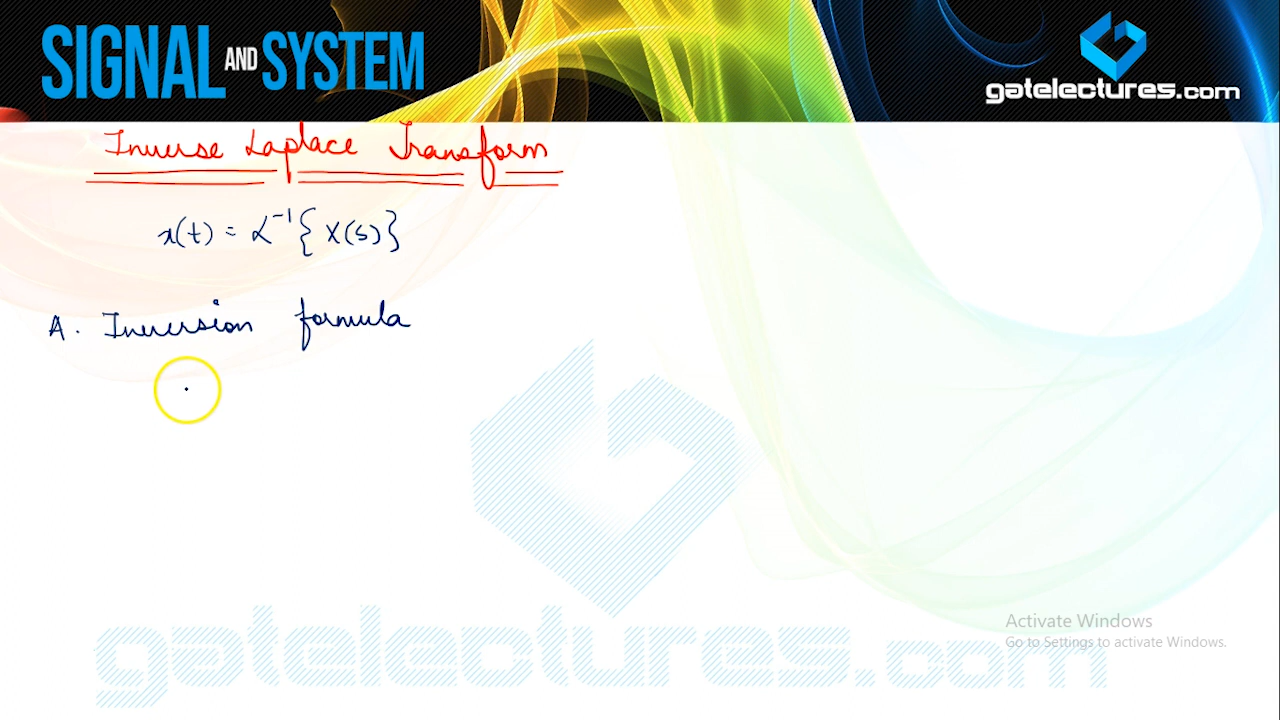 SIGNAL AND SYSTEM
gatelectures.com
Inverse Laplace Transform
x(t) = ℒ⁻¹{X(s)}
A. Inversion formula
gatelectures.com
Activate Windows
Go to Settings to activate Windows.